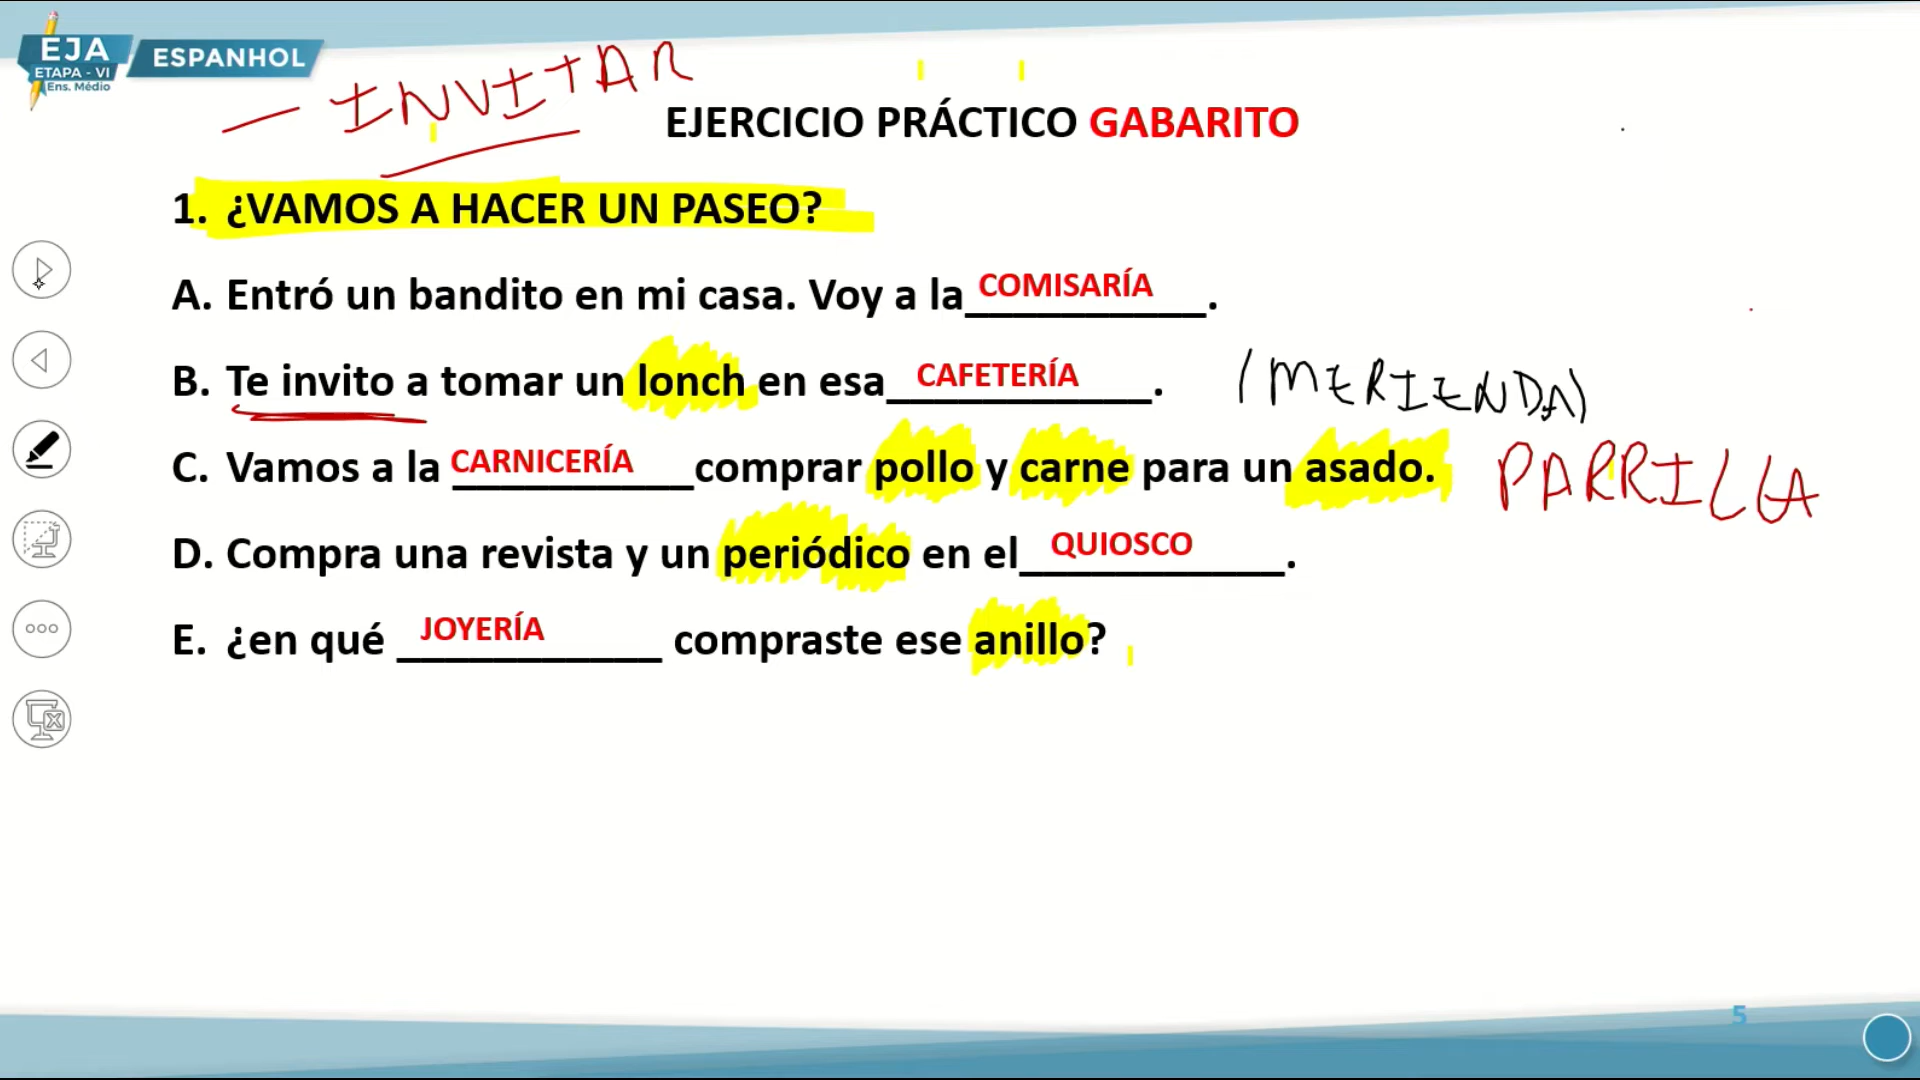 EJA
ETAPA - VI
Ens. Médio
ESPANHOL
— INVITAR
EJERCICIO PRÁCTICO GABARITO
1. ¿VAMOS A HACER UN PASEO?
A. Entró un bandito en mi casa. Voy a la COMISARÍA.
B. Te invito a tomar un lonch en esa CAFETERÍA. (MERIENDA)
C. Vamos a la CARNICERÍA comprar pollo y carne para un asado. PARRILLA
D. Compra una revista y un periódico en el QUIOSCO.
E. ¿en qué JOYERÍA compraste ese anillo?
5